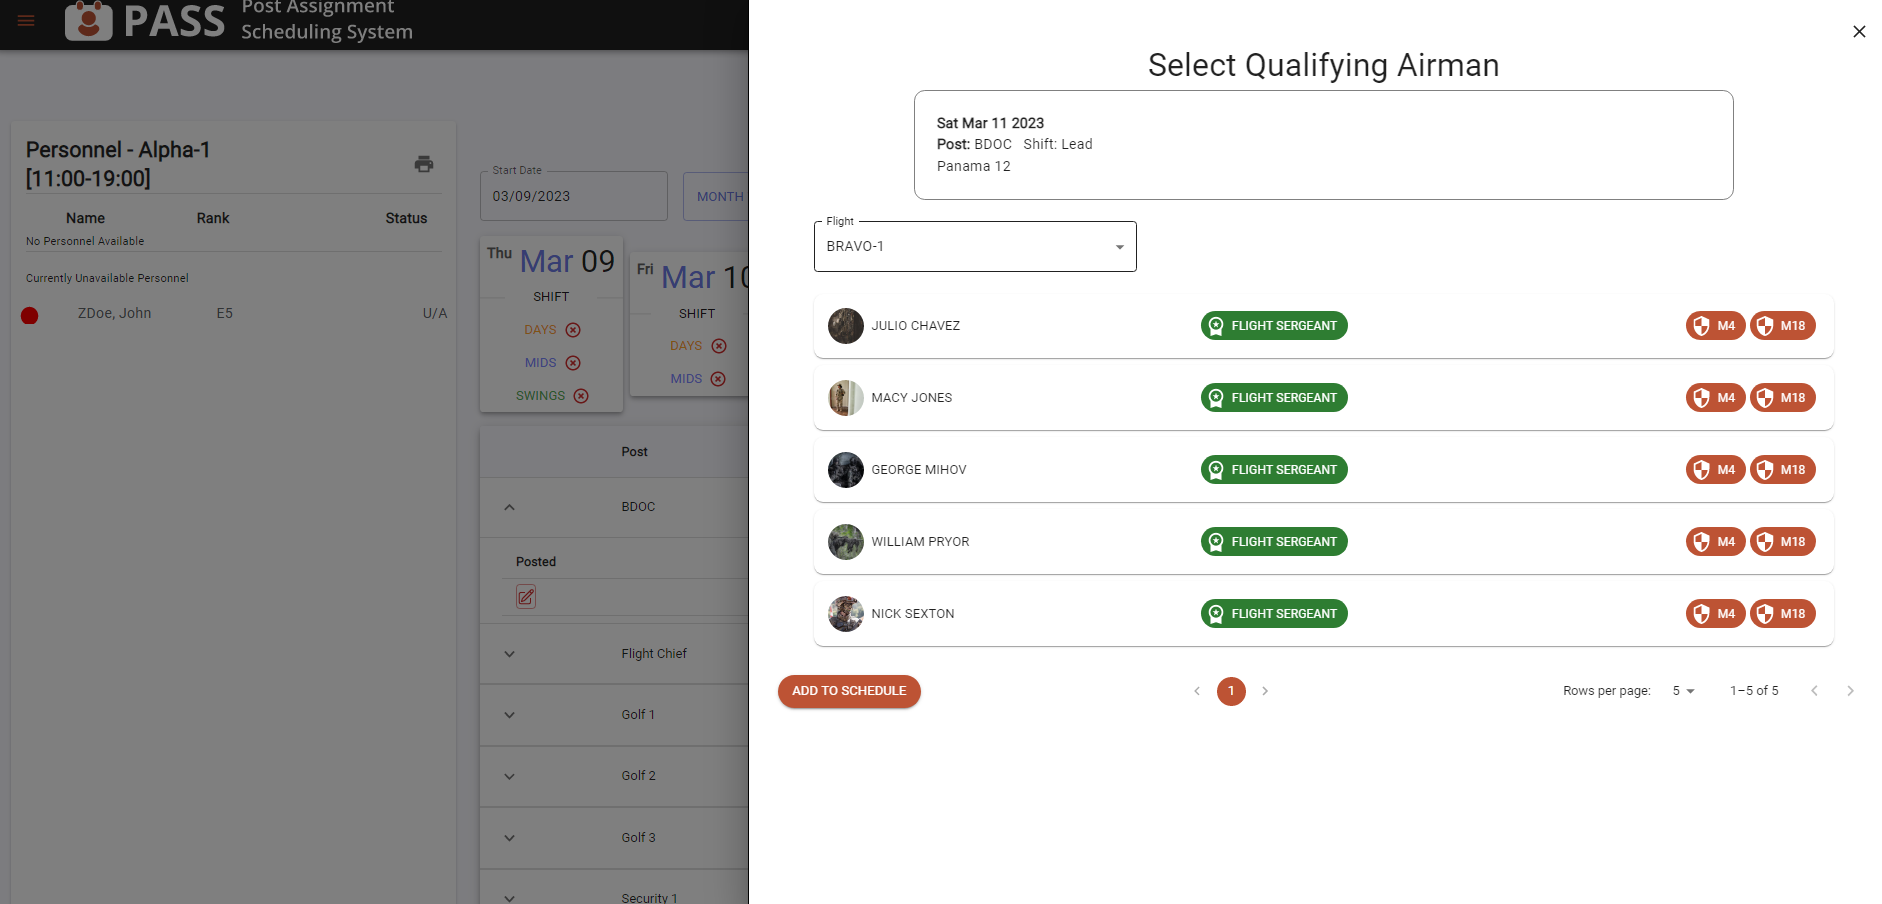 PASS
Post Assignment
Scheduling System
Personnel - Alpha-1
[11:00-19:00]
Name Rank Status
No Personnel Available
Currently Unavailable Personnel
ZDoe, John E5 U/A
Start Date
03/09/2023
MONTH
Thu Mar 09
SHIFT
DAYS
MIDS
SWINGS
Fri Mar 10
SHIFT
DAYS
MIDS
Post
BDOC
Posted
Flight Chief
Golf 1
Golf 2
Golf 3
Security 1
Select Qualifying Airman
Sat Mar 11 2023
Post: BDOC Shift: Lead
Panama 12
Flight
BRAVO-1
JULIO CHAVEZ FLIGHT SERGEANT M4 M18
MACY JONES FLIGHT SERGEANT M4 M18
GEORGE MIHOV FLIGHT SERGEANT M4 M18
WILLIAM PRYOR FLIGHT SERGEANT M4 M18
NICK SEXTON FLIGHT SERGEANT M4 M18
ADD TO SCHEDULE 1 Rows per page: 5 1–5 of 5